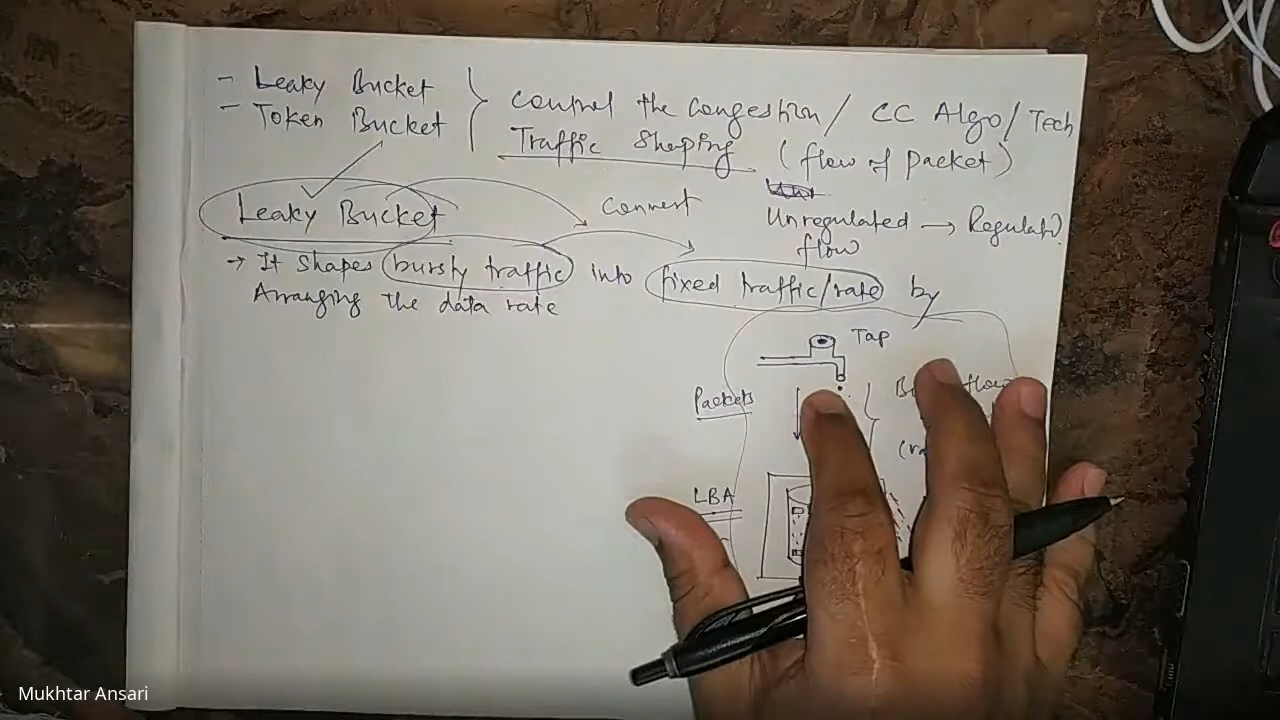 - Leaky Bucket
- Token Bucket
control the congestion / CC Algo / Tech
Traffic Shaping (flow of packet)
Leaky Bucket
Convert
Unregulated → Regulated
flow
→ It shapes bursty traffic into fixed traffic/rate by
Arranging the data rate
Tap
Packets
flow
LBA
Mukhtar Ansari